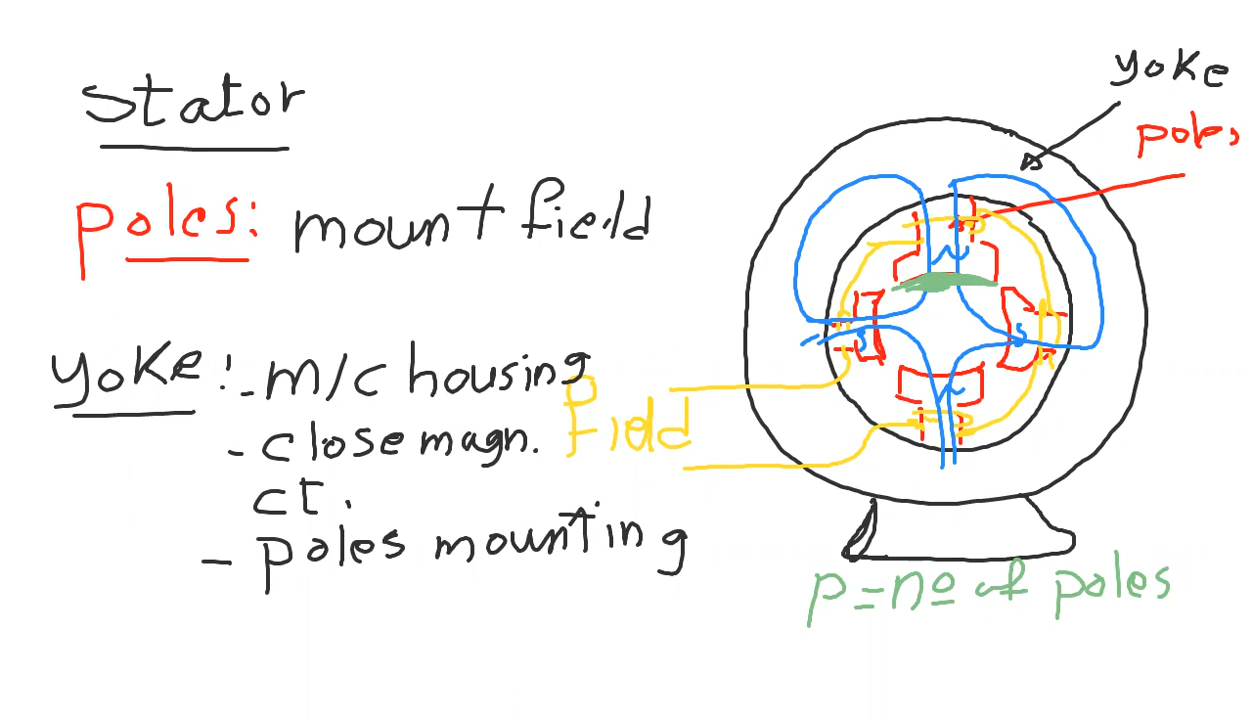 Stator
poles: mount field
yoke: - m/c housing
- close magn.
ct.
- poles mounting
Field
yoke
poles
N
S
S
N
p = nº of poles